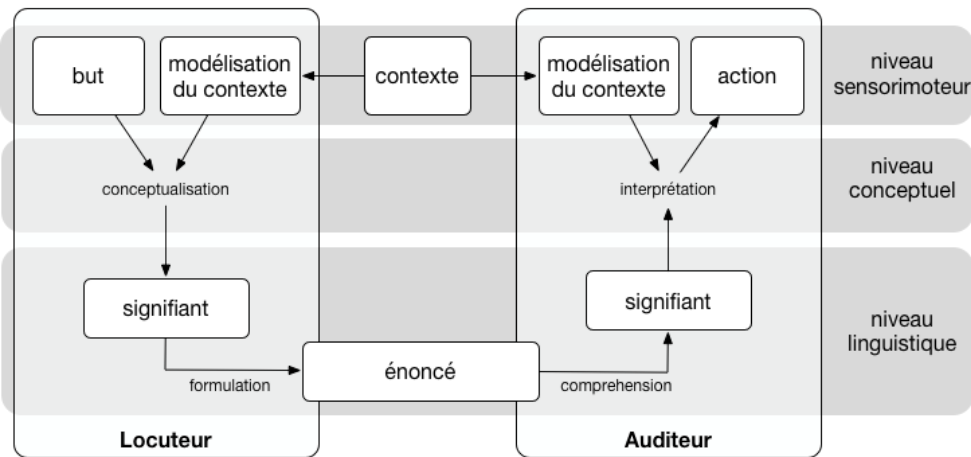 but
modélisation
du contexte
contexte
modélisation
du contexte
action
niveau
sensorimoteur
conceptualisation
interprétation
niveau
conceptuel
signifiant
signifiant
niveau
linguistique
formulation
énoncé
comprehension
Locuteur
Auditeur